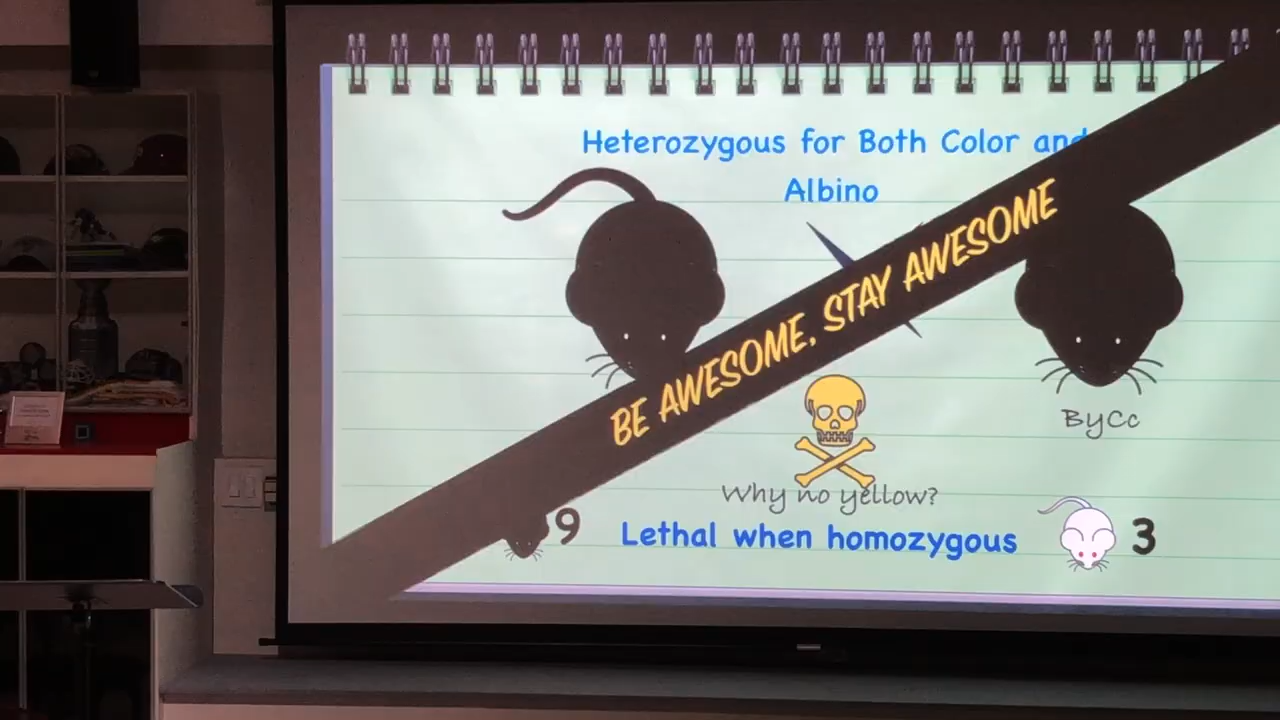 Heterozygous for Both Color and
Albino
BE AWESOME, STAY AWESOME
ByCc
Why no yellow?
9
Lethal when homozygous
3